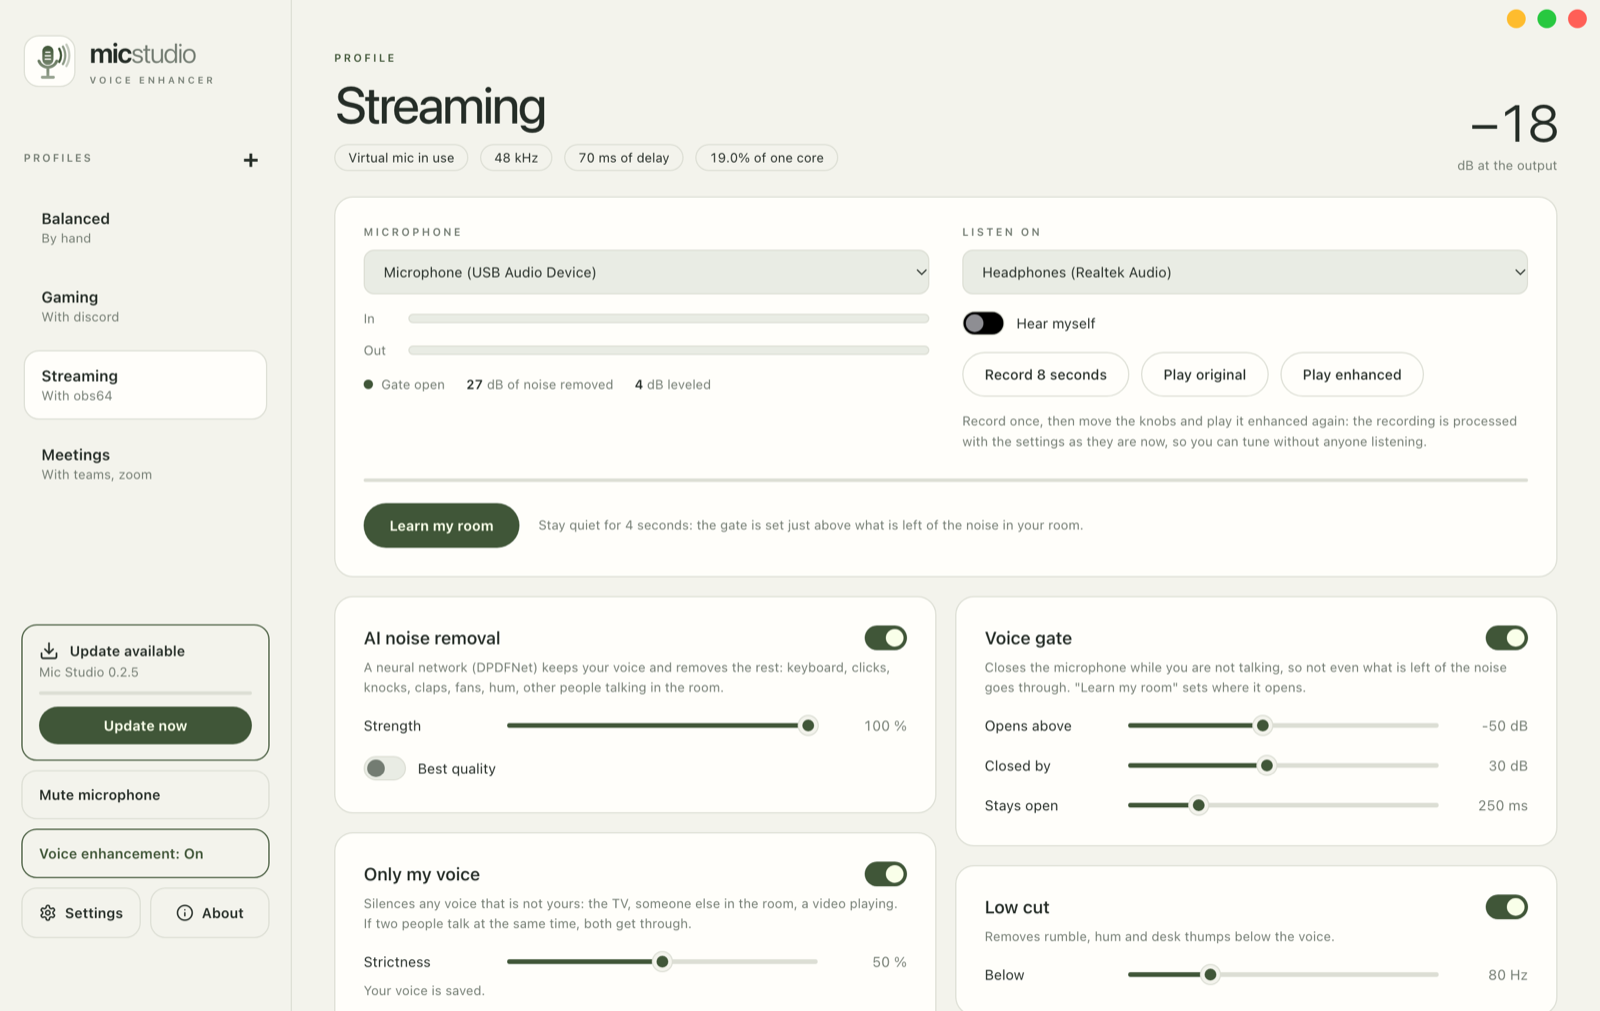 micstudio
VOICE ENHANCER
PROFILES
Balanced
By hand
Gaming
With discord
Streaming
With obs64
Meetings
With teams, zoom
Update available
Mic Studio 0.2.5
Update now
Mute microphone
Voice enhancement: On
Settings
About
PROFILE
Streaming
Virtual mic in use
48 kHz
70 ms of delay
19.0% of one core
−18
dB at the output
MICROPHONE
Microphone (USB Audio Device)
In
Out
Gate open
27 dB of noise removed
4 dB leveled
LISTEN ON
Headphones (Realtek Audio)
Hear myself
Record 8 seconds
Play original
Play enhanced
Record once, then move the knobs and play it enhanced again: the recording is processed
with the settings as they are now, so you can tune without anyone listening.
Learn my room
Stay quiet for 4 seconds: the gate is set just above what is left of the noise in your room.
AI noise removal
A neural network (DPDFNet) keeps your voice and removes the rest: keyboard, clicks,
knocks, claps, fans, hum, other people talking in the room.
Strength
100 %
Best quality
Only my voice
Silences any voice that is not yours: the TV, someone else in the room, a video playing.
If two people talk at the same time, both get through.
Strictness
50 %
Your voice is saved.
Voice gate
Closes the microphone while you are not talking, so not even what is left of the noise
goes through. "Learn my room" sets where it opens.
Opens above
-50 dB
Closed by
30 dB
Stays open
250 ms
Low cut
Removes rumble, hum and desk thumps below the voice.
Below
80 Hz